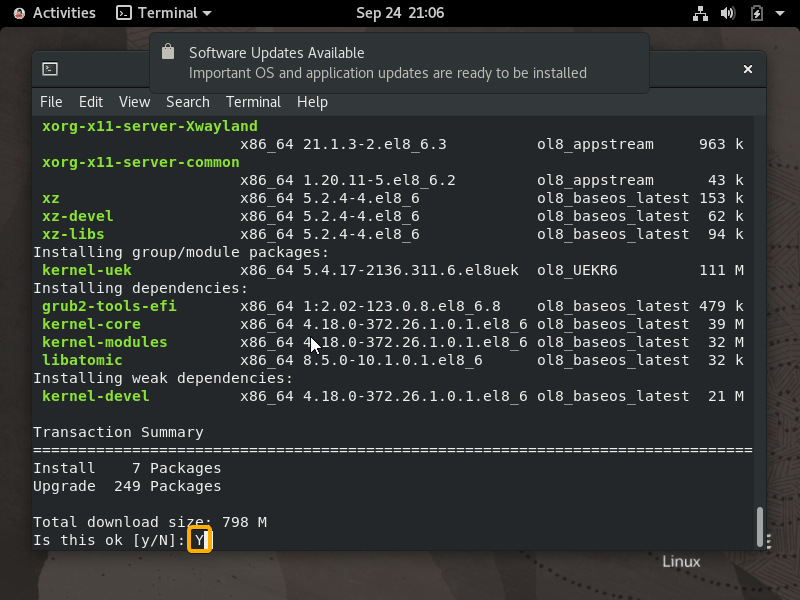 Activities Terminal Sep 24 21:06
Software Updates Available
Important OS and application updates are ready to be installed
File Edit View Search Terminal Help
xorg-x11-server-Xwayland
x86_64 21.1.3-2.el8_6.3 ol8_appstream 963 k
xorg-x11-server-common
x86_64 1.20.11-5.el8_6.2 ol8_appstream 43 k
xz x86_64 5.2.4-4.el8_6 ol8_baseos_latest 153 k
xz-devel x86_64 5.2.4-4.el8_6 ol8_baseos_latest 62 k
xz-libs x86_64 5.2.4-4.el8_6 ol8_baseos_latest 94 k
Installing group/module packages:
kernel-uek x86_64 5.4.17-2136.311.6.el8uek ol8_UEKR6 111 M
Installing dependencies:
grub2-tools-efi x86_64 1:2.02-123.0.8.el8_6.8 ol8_baseos_latest 479 k
kernel-core x86_64 4.18.0-372.26.1.0.1.el8_6 ol8_baseos_latest 39 M
kernel-modules x86_64 4.18.0-372.26.1.0.1.el8_6 ol8_baseos_latest 32 M
libatomic x86_64 8.5.0-10.1.0.1.el8_6 ol8_baseos_latest 32 k
Installing weak dependencies:
kernel-devel x86_64 4.18.0-372.26.1.0.1.el8_6 ol8_baseos_latest 21 M
Transaction Summary
================================================================================
Install 7 Packages
Upgrade 249 Packages
Total download size: 798 M
Is this ok [y/N]: Y
Linux